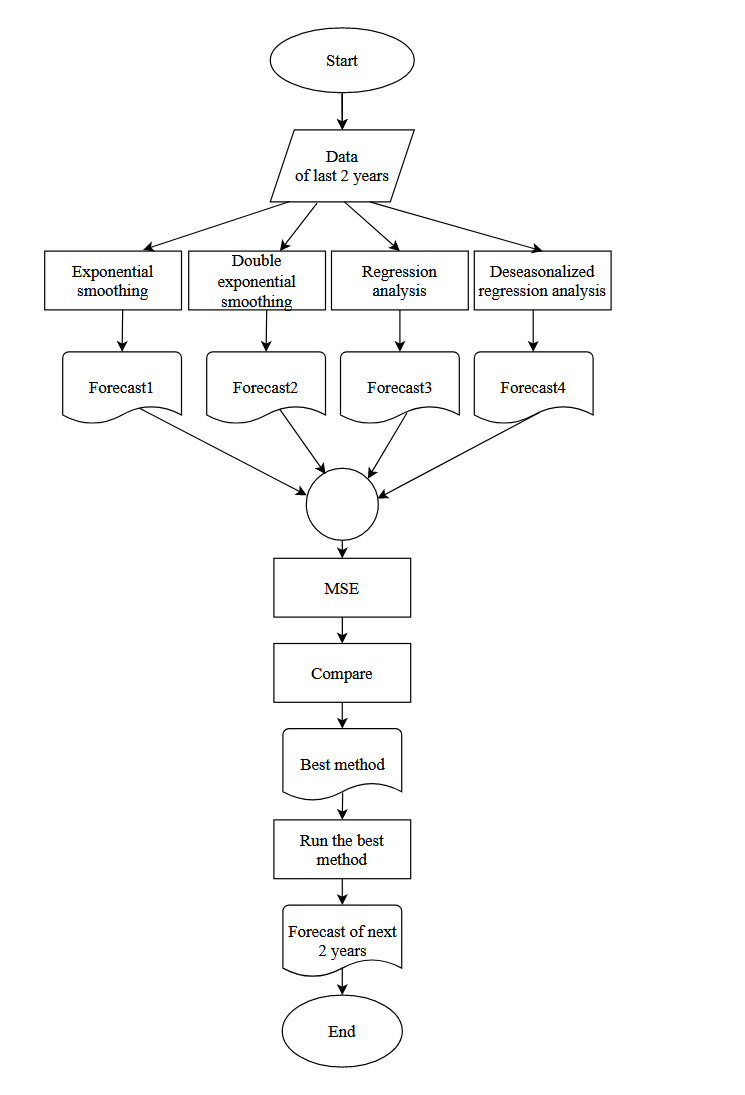 Start
Data
of last 2 years
Exponential
smoothing
Double
exponential
smoothing
Regression
analysis
Deseasonalized
regression analysis
Forecast1
Forecast2
Forecast3
Forecast4
MSE
Compare
Best method
Run the best
method
Forecast of next
2 years
End